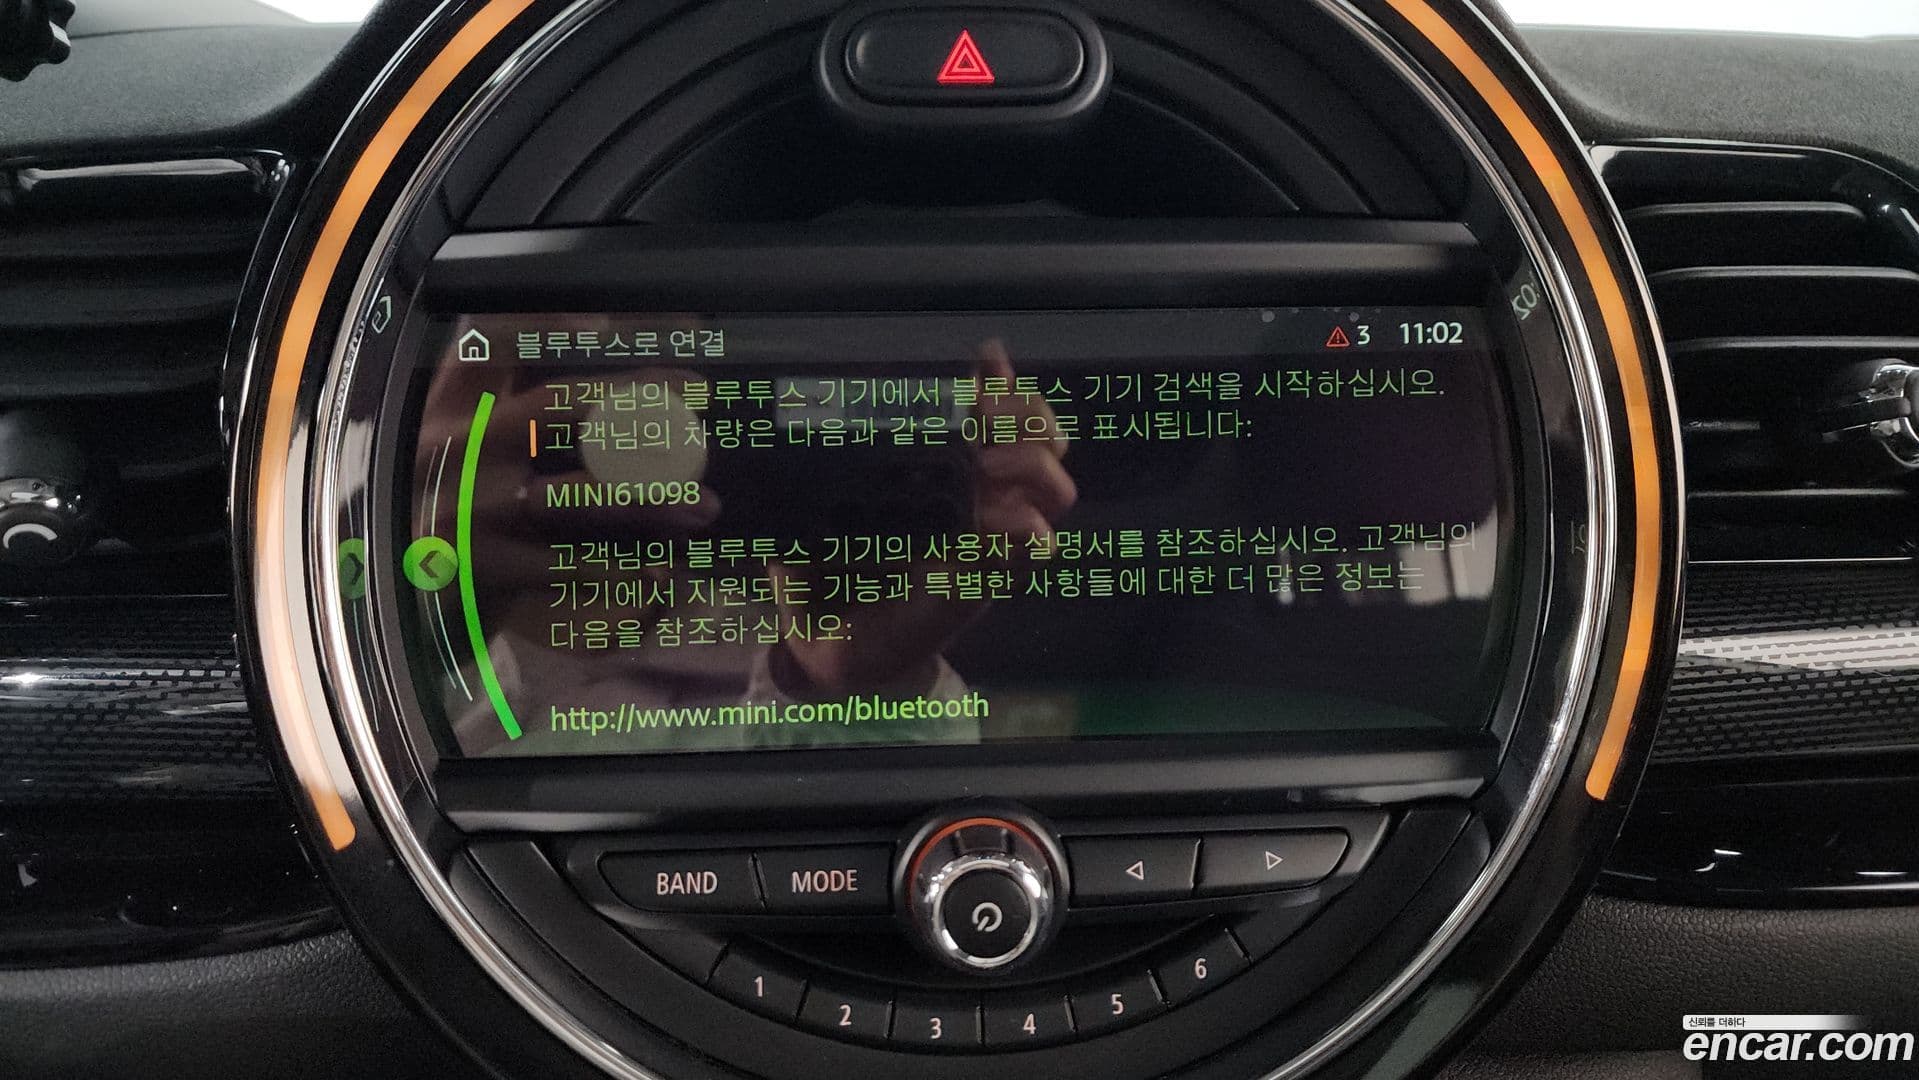 블루투스로 연결
3 11:02
고객님의 블루투스 기기에서 블루투스 기기 검색을 시작하십시오.
고객님의 차량은 다음과 같은 이름으로 표시됩니다:
MINI61098
고객님의 블루투스 기기의 사용자 설명서를 참조하십시오. 고객님의
기기에서 지원되는 기능과 특별한 사항들에 대한 더 많은 정보는
다음을 참조하십시오:
http://www.mini.com/bluetooth
BAND MODE
1 2 3 4 5 6
신뢰를 더하다
encar.com